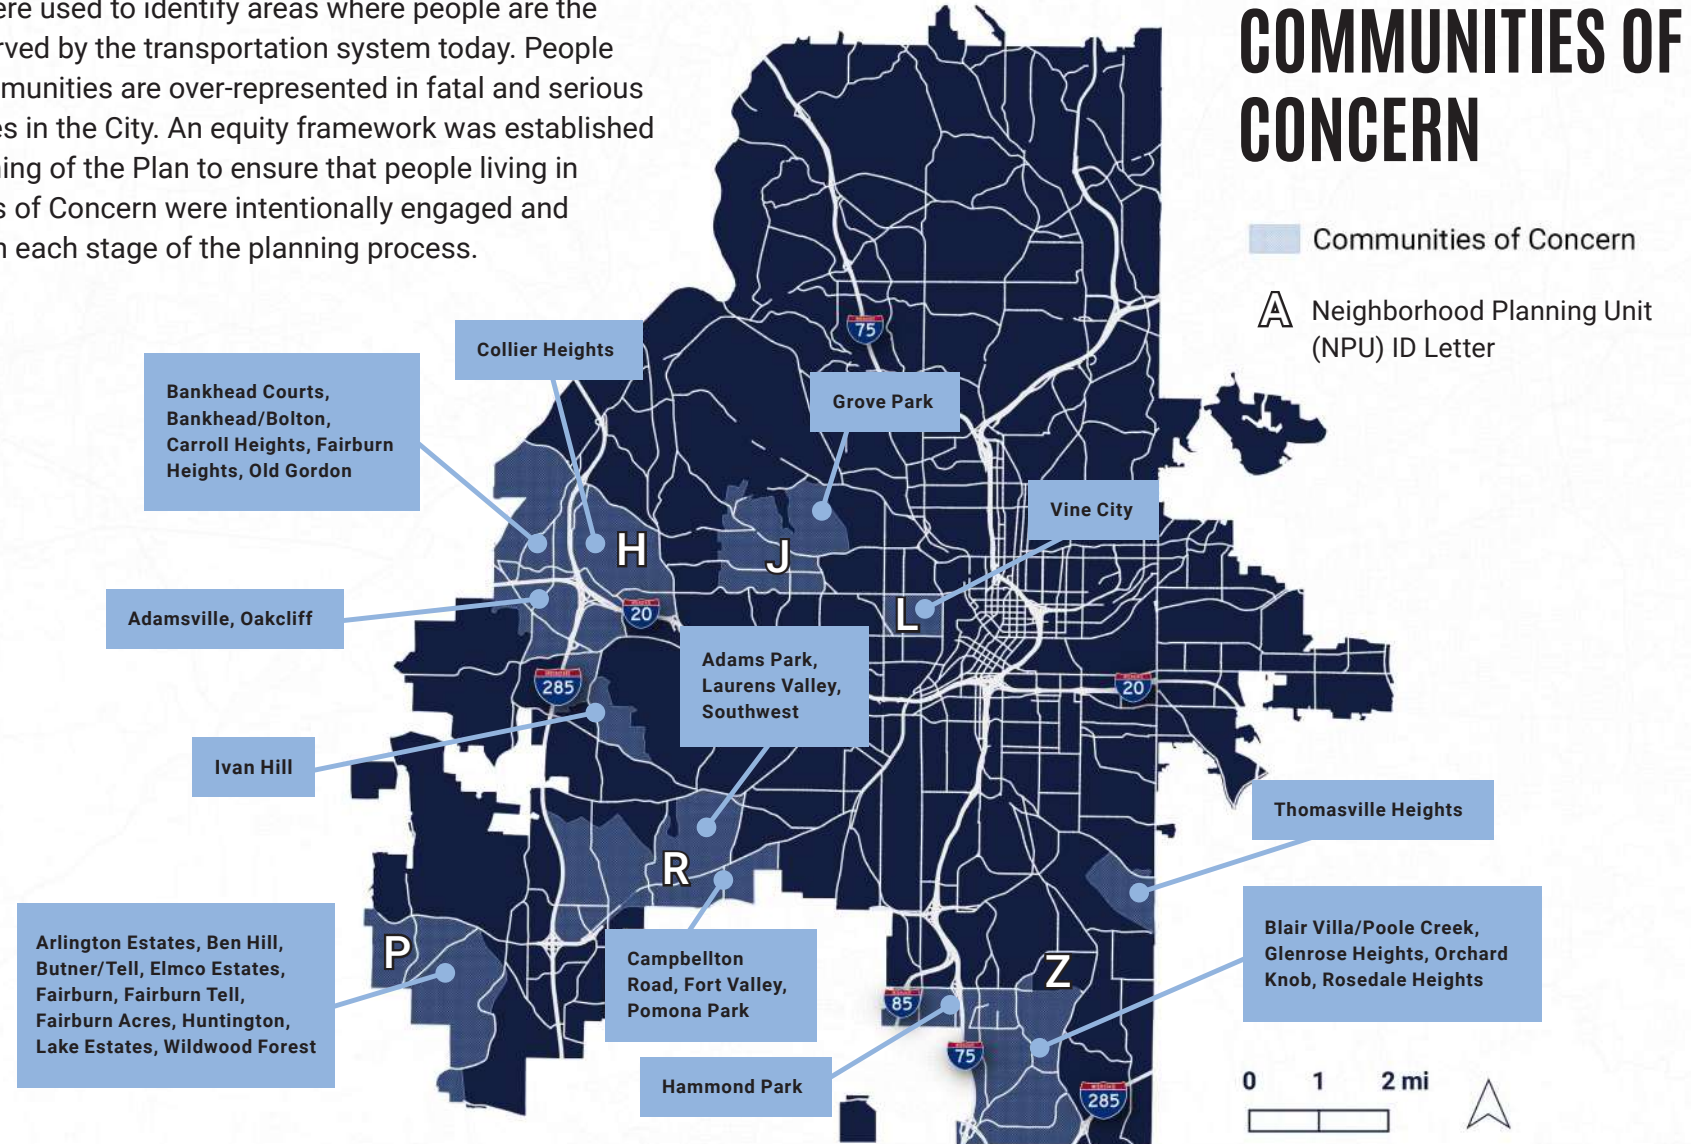 ere used to identify areas where people are the
rved by the transportation system today. People
mmunities are over-represented in fatal and serious
es in the City. An equity framework was established
ning of the Plan to ensure that people living in
s of Concern were intentionally engaged and
n each stage of the planning process.
COMMUNITIES OF
CONCERN
Communities of Concern
A Neighborhood Planning Unit
(NPU) ID Letter
Collier Heights
75
Bankhead Courts,
Bankhead/Bolton,
Carroll Heights, Fairburn
Heights, Old Gordon
Grove Park
Vine City
H
J
Adamsville, Oakcliff
20
L
Adams Park,
Laurens Valley,
Southwest
285
20
Ivan Hill
Thomasville Heights
R
Arlington Estates, Ben Hill,
Butner/Tell, Elmco Estates,
Fairburn, Fairburn Tell,
Fairburn Acres, Huntington,
Lake Estates, Wildwood Forest
P
Campbellton
Road, Fort Valley,
Pomona Park
Z
Blair Villa/Poole Creek,
Glenrose Heights, Orchard
Knob, Rosedale Heights
85
75
Hammond Park
285
0 1 2 mi